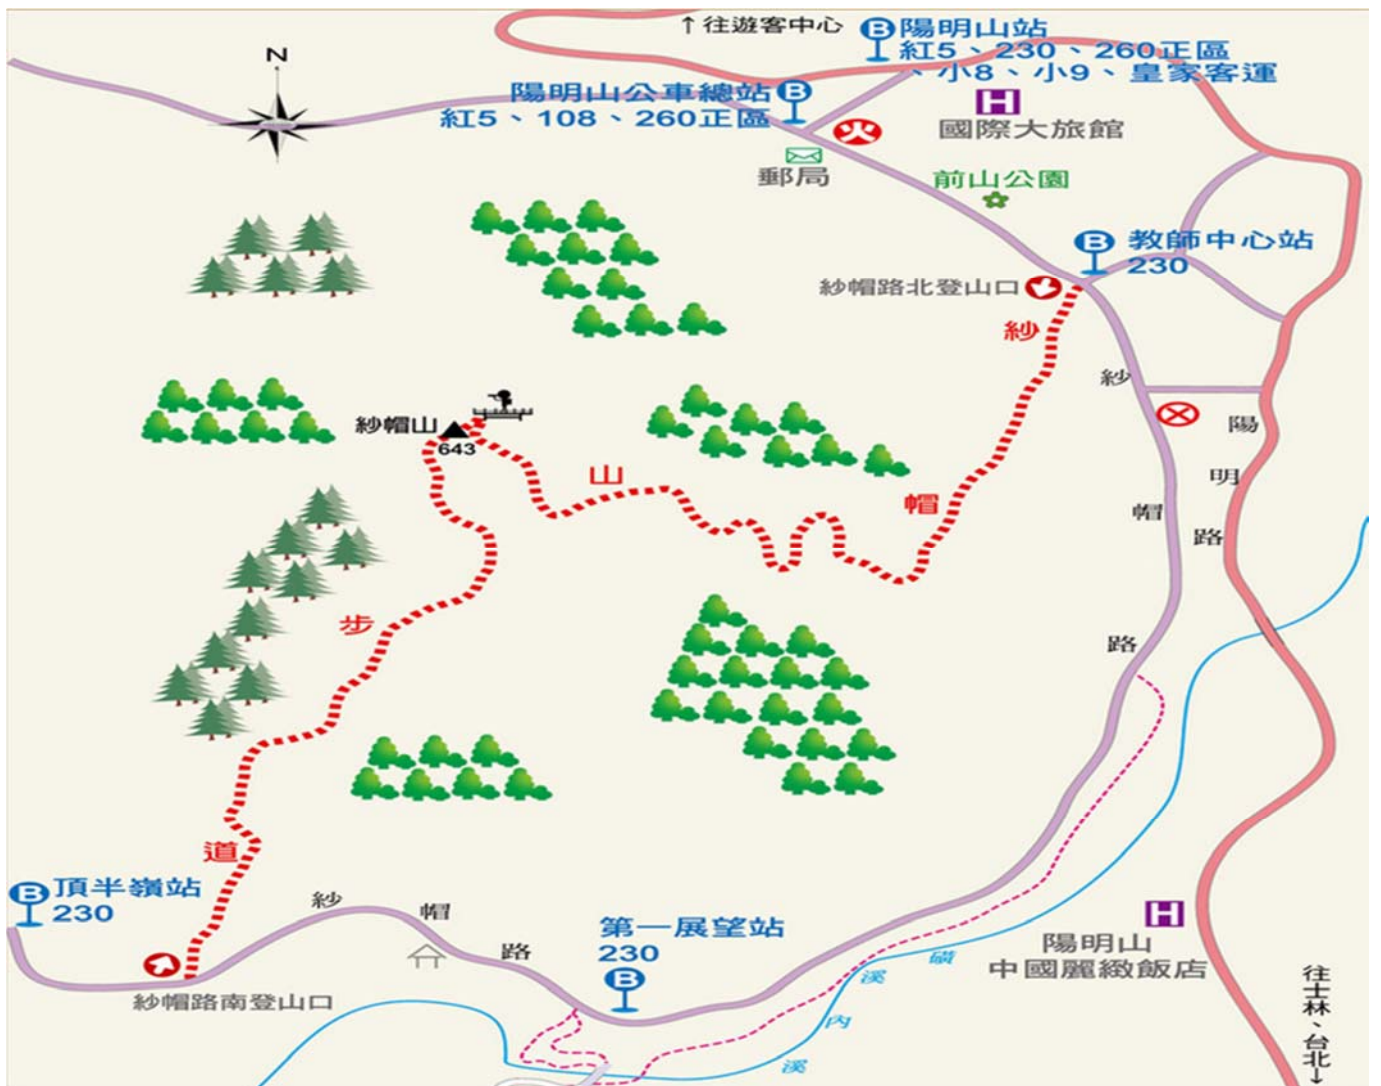 ↑往遊客中心
B
陽明山站
紅5、230、260正區
、小8、小9、皇家客運
N
陽明山公車總站
B
紅5、108、260正區
H
國際大旅館
火
郵局
前山公園
B
教師中心站
230
紗帽路北登山口
紗
帽
山
步
道
紗帽山
643
紗
帽
路
陽
明
路
B
頂半嶺站
230
紗
帽
路
紗帽路南登山口
第一展望站
230
B
H
陽明山
中國麗緻飯店
磺
溪
內
溪
往士林、台北↓